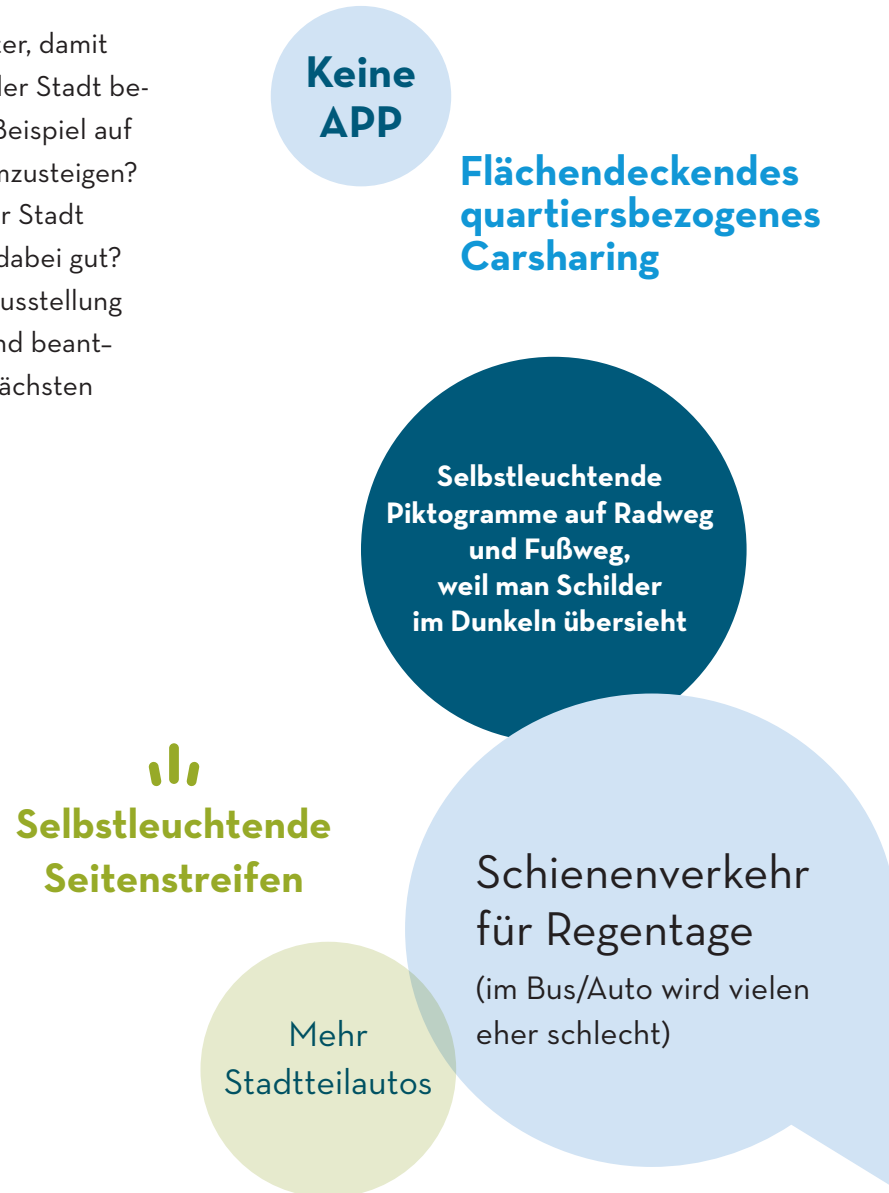 er, damit
der Stadt be-
Beispiel auf
nzusteigen?
r Stadt
dabei gut?
usstellung
nd beant-
ächsten
Keine
APP
Flächendeckendes
quartiersbezogenes
Carsharing
Selbstleuchtende
Piktogramme auf Radweg
und Fußweg,
weil man Schilder
im Dunkeln übersieht
Selbstleuchtende
Seitenstreifen
Schienenverkehr
für Regentage
(im Bus/Auto wird vielen
eher schlecht)
Mehr
Stadtteilautos